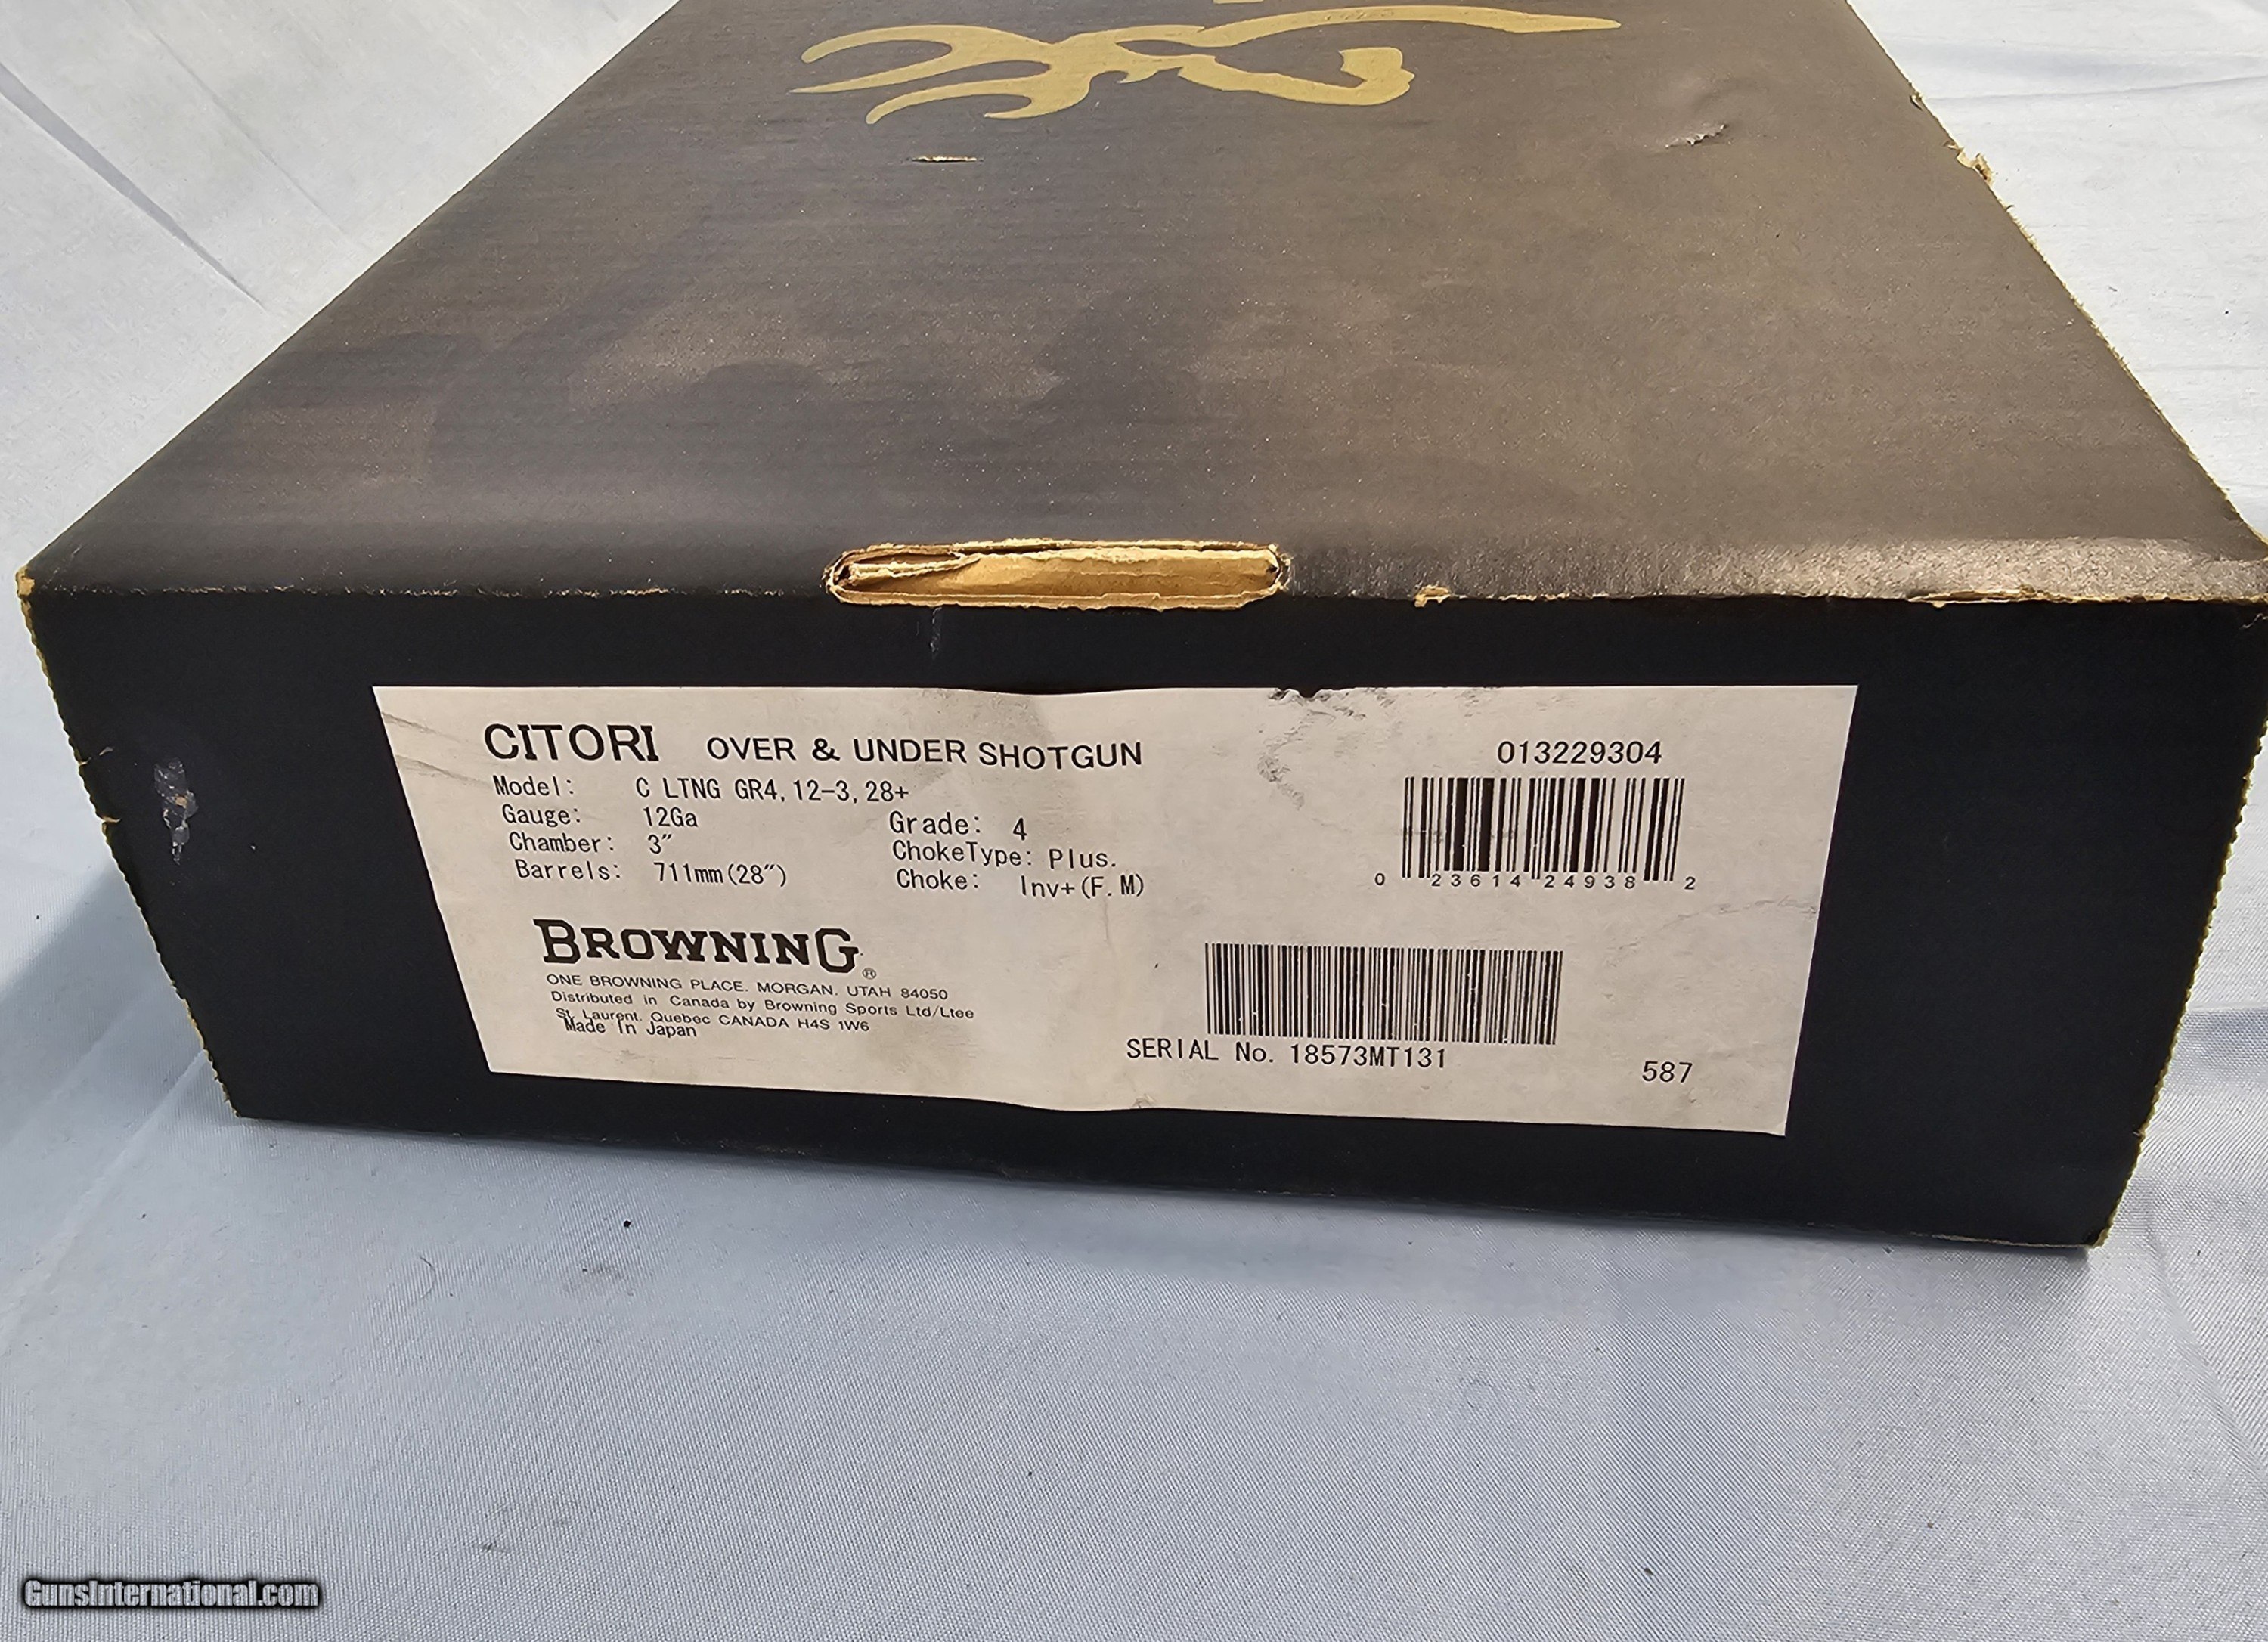 CITORI OVER & UNDER SHOTGUN
Model: C LTNG GR4, 12-3, 28+
Gauge: 12Ga
Chamber: 3"
Barrels: 711mm(28")
Grade: 4
ChokeType: Plus.
Choke: Inv+(F.M)
013229304
0 23614 24938 2
BROWNING®
ONE BROWNING PLACE. MORGAN. UTAH 84050
Distributed in Canada by Browning Sports Ltd/Ltee
St. Laurent. Quebec CANADA H4S 1W6
Made In Japan
SERIAL No. 18573MT131
587
GunsInternational.com